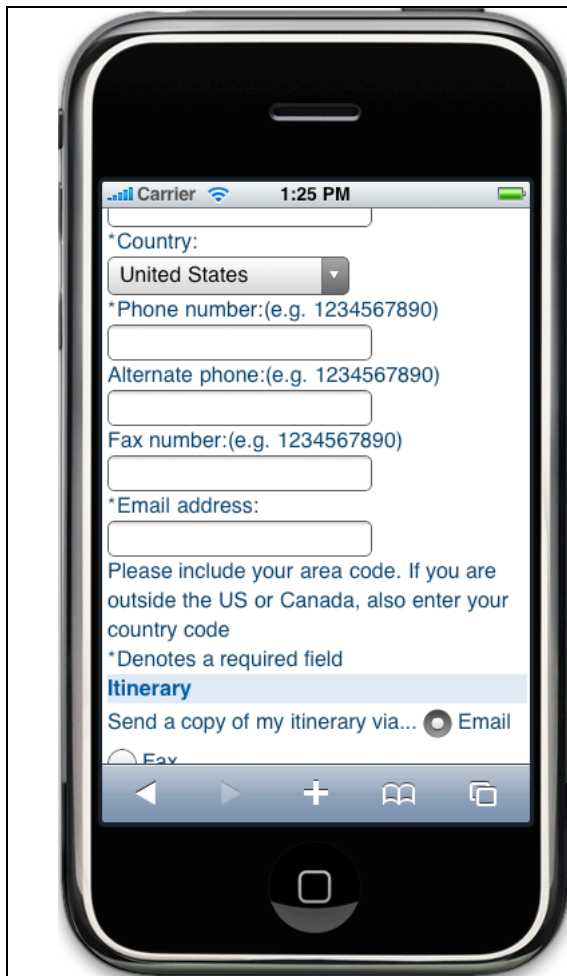 Carrier 1:25 PM
*Country:
United States
*Phone number:(e.g. 1234567890)
Alternate phone:(e.g. 1234567890)
Fax number:(e.g. 1234567890)
*Email address:
Please include your area code. If you are
outside the US or Canada, also enter your
country code
*Denotes a required field
Itinerary
Send a copy of my itinerary via... Email
Fax